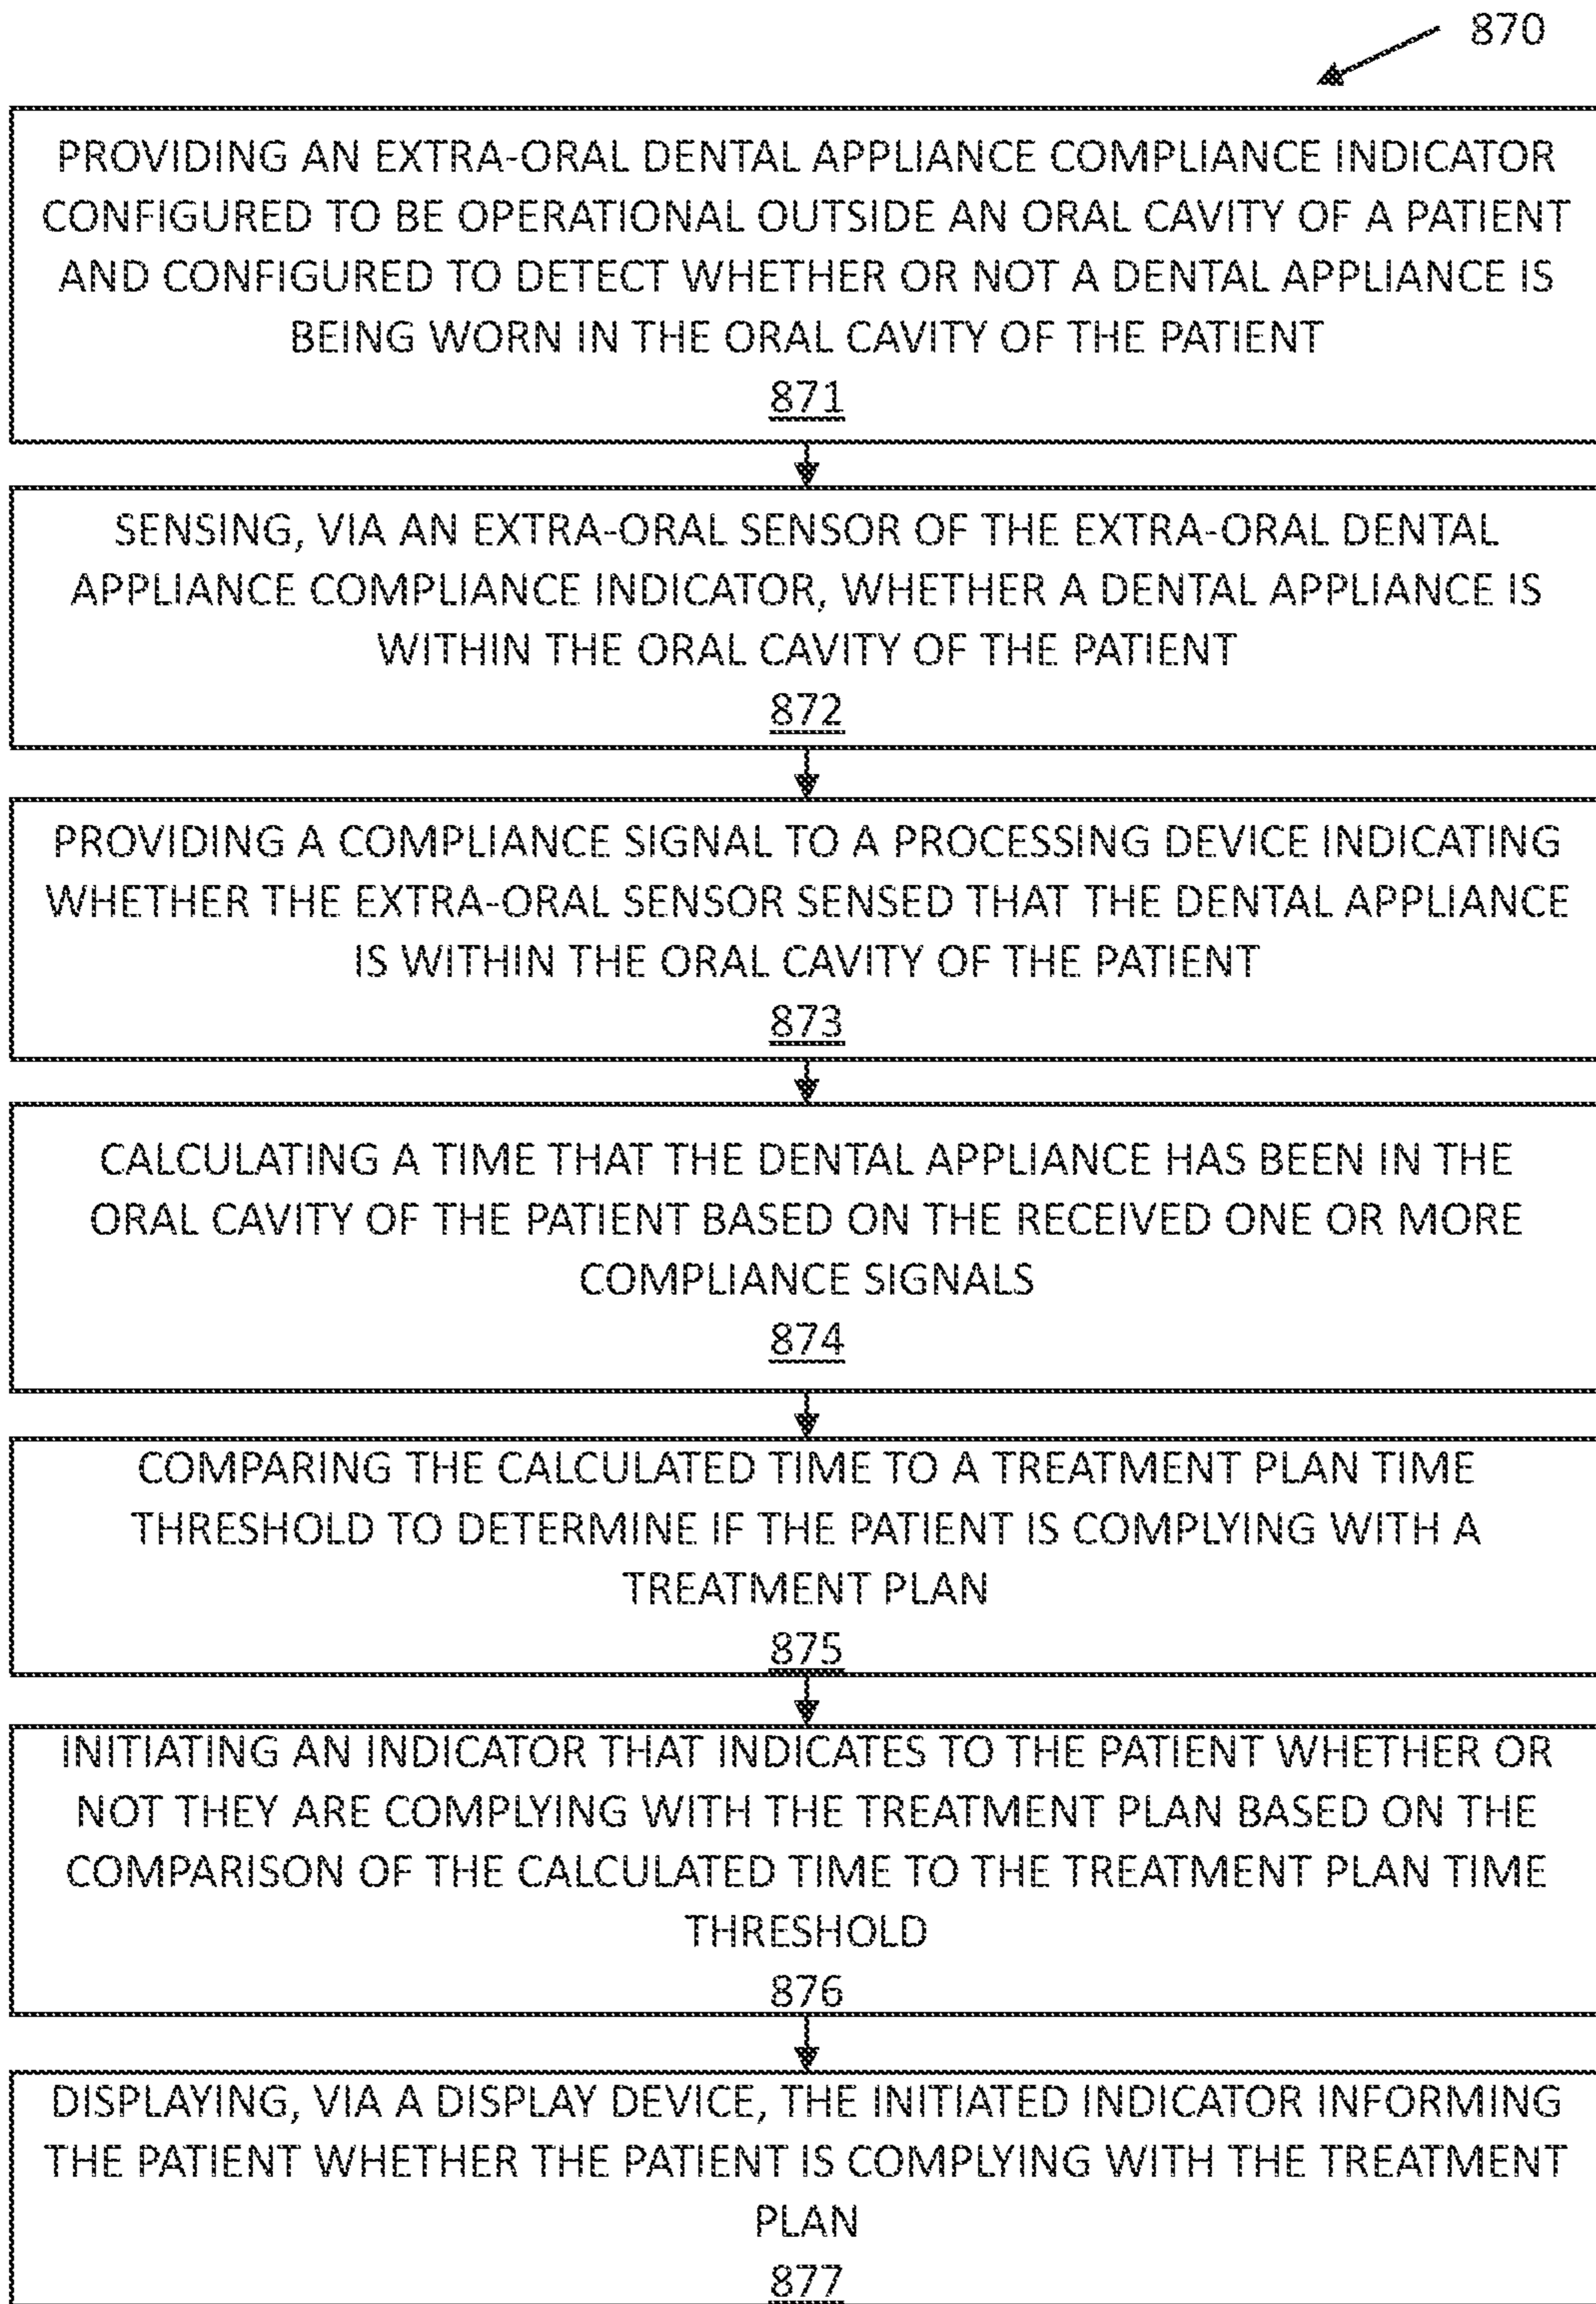 870
PROVIDING AN EXTRA-ORAL DENTAL APPLIANCE COMPLIANCE INDICATOR
CONFIGURED TO BE OPERATIONAL OUTSIDE AN ORAL CAVITY OF A PATIENT
AND CONFIGURED TO DETECT WHETHER OR NOT A DENTAL APPLIANCE IS
BEING WORN IN THE ORAL CAVITY OF THE PATIENT
871
SENSING, VIA AN EXTRA-ORAL SENSOR OF THE EXTRA-ORAL DENTAL
APPLIANCE COMPLIANCE INDICATOR, WHETHER A DENTAL APPLIANCE IS
WITHIN THE ORAL CAVITY OF THE PATIENT
872
PROVIDING A COMPLIANCE SIGNAL TO A PROCESSING DEVICE INDICATING
WHETHER THE EXTRA-ORAL SENSOR SENSED THAT THE DENTAL APPLIANCE
IS WITHIN THE ORAL CAVITY OF THE PATIENT
873
CALCULATING A TIME THAT THE DENTAL APPLIANCE HAS BEEN IN THE
ORAL CAVITY OF THE PATIENT BASED ON THE RECEIVED ONE OR MORE
COMPLIANCE SIGNALS
874
COMPARING THE CALCULATED TIME TO A TREATMENT PLAN TIME
THRESHOLD TO DETERMINE IF THE PATIENT IS COMPLYING WITH A
TREATMENT PLAN
875
INITIATING AN INDICATOR THAT INDICATES TO THE PATIENT WHETHER OR
NOT THEY ARE COMPLYING WITH THE TREATMENT PLAN BASED ON THE
COMPARISON OF THE CALCULATED TIME TO THE TREATMENT PLAN TIME
THRESHOLD
876
DISPLAYING, VIA A DISPLAY DEVICE, THE INITIATED INDICATOR INFORMING
THE PATIENT WHETHER THE PATIENT IS COMPLYING WITH THE TREATMENT
PLAN
877